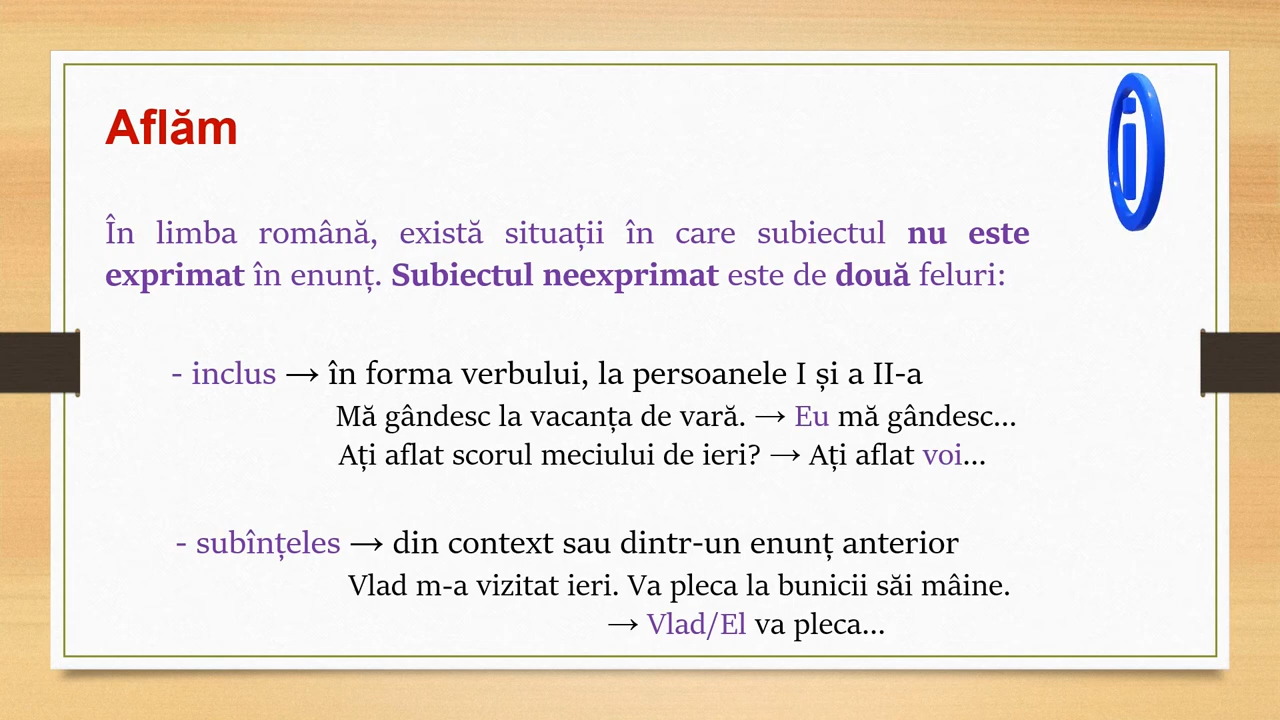 Aflăm
În limba română, există situații în care subiectul nu este
exprimat în enunț. Subiectul neexprimat este de două feluri:
- inclus → în forma verbului, la persoanele I și a II-a
Mă gândesc la vacanța de vară. → Eu mă gândesc...
Ați aflat scorul meciului de ieri? → Ați aflat voi...
- subînțeles → din context sau dintr-un enunț anterior
Vlad m-a vizitat ieri. Va pleca la bunicii săi mâine.
→ Vlad/El va pleca...